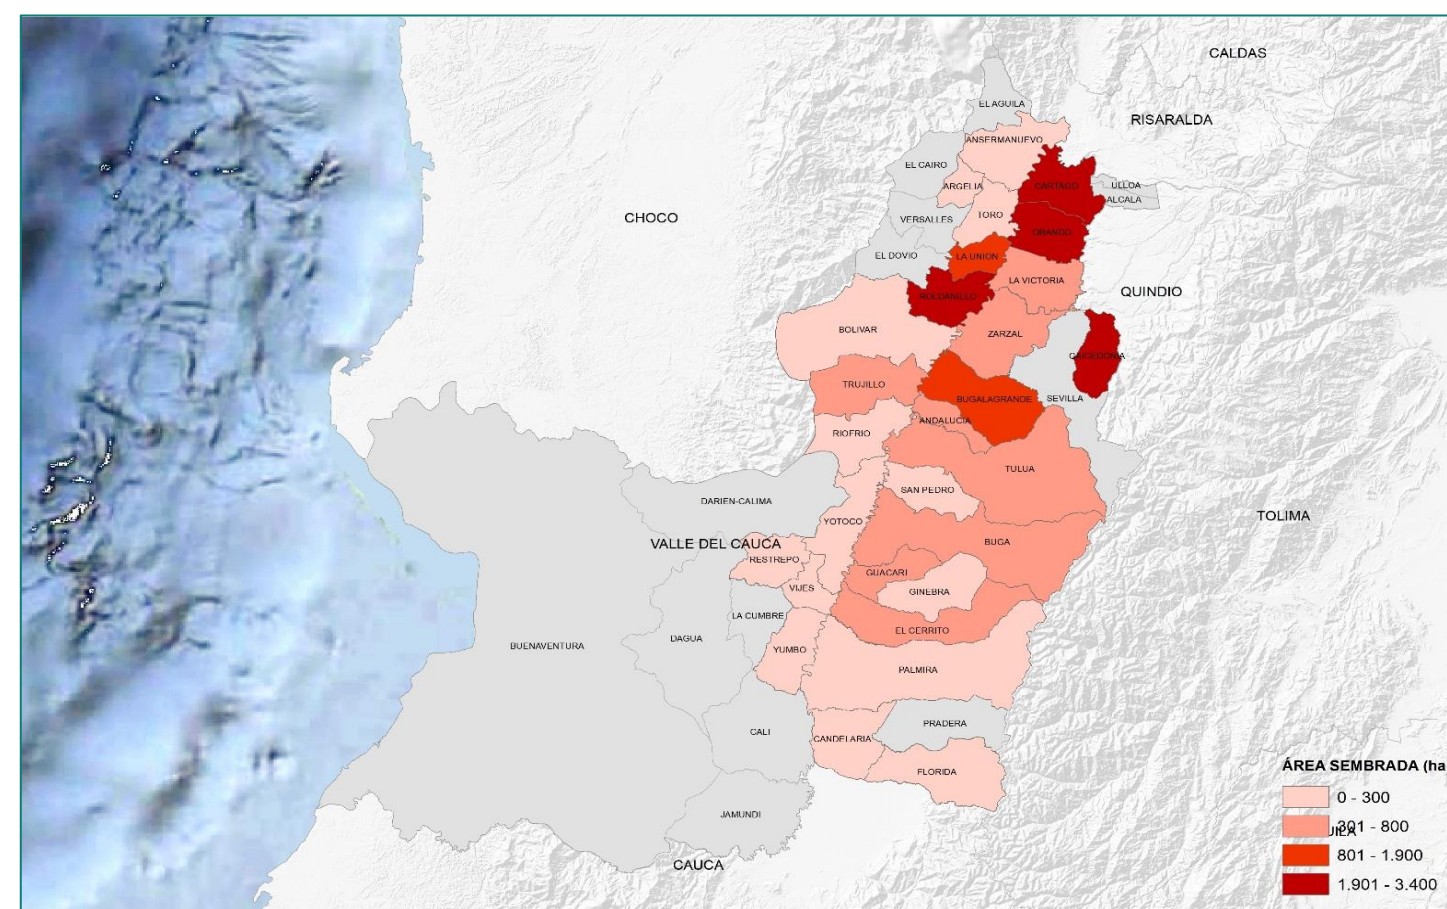 CALDAS
EL AGUILA
RISARALDA
ANSERMANUEVO
EL CAIRO
ARGELIA
CARTAGO
ULLOA
ALCALA
CHOCO
VERSALLES
TORO
OBANDO
EL DOVIO
LA UNION
LA VICTORIA
QUINDIO
ROLDANILLO
BOLIVAR
ZARZAL
CAICEDONIA
TRUJILLO
BUGALAGRANDE
SEVILLA
ANDALUCIA
RIOFRIO
TULUA
SAN PEDRO
DARIEN-CALIMA
TOLIMA
YOTOCO
VALLE DEL CAUCA
BUGA
RESTREPO
GUACARI
VIJES
GINEBRA
LA CUMBRE
EL CERRITO
DAGUA
BUENAVENTURA
YUMBO
PALMIRA
PRADERA
CALI
CANDELARIA
FLORIDA
JAMUNDI
CAUCA
ÁREA SEMBRADA (ha
0 - 300
301 - 800
UILA
801 - 1.900
1.901 - 3.400